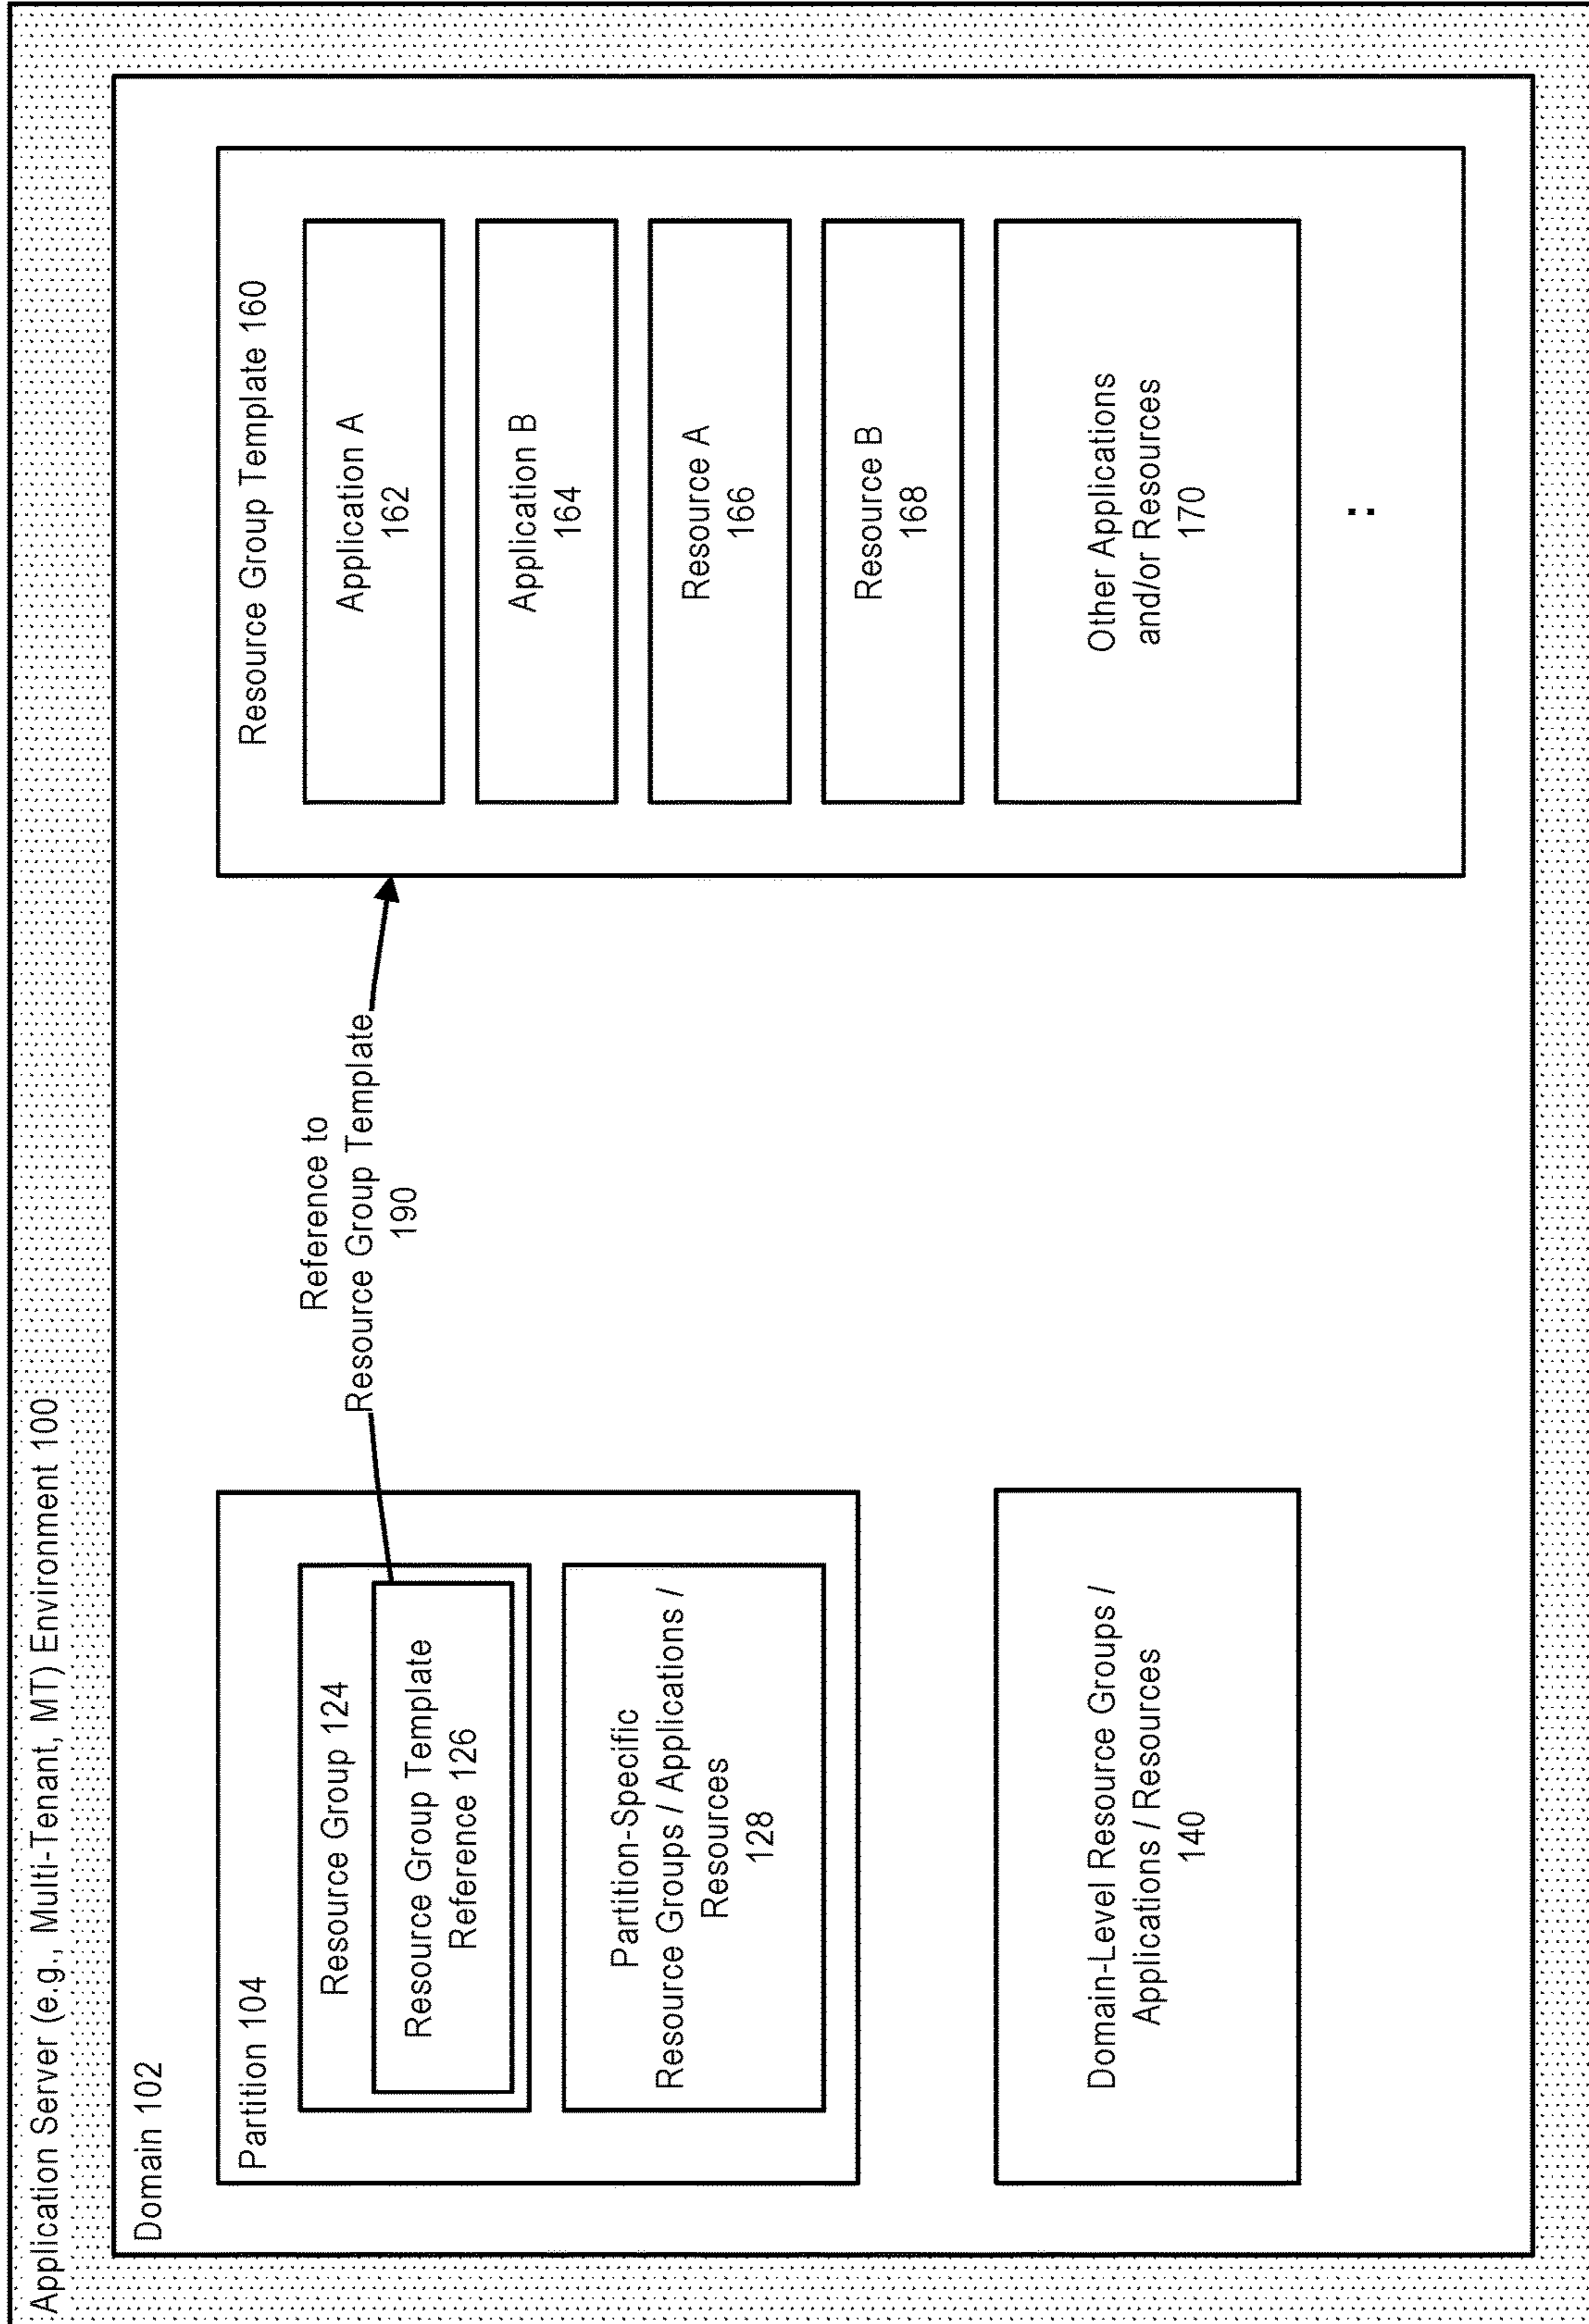 Application Server (e.g., Multi-Tenant, MT) Environment 100
Domain 102
Partition 104
Resource Group 124
Resource Group Template
Reference 126
Partition-Specific
Resource Groups / Applications /
Resources
128
Domain-Level Resource Groups /
Applications / Resources
140
Reference to
Resource Group Template
190
Resource Group Template 160
Application A
162
Application B
164
Resource A
166
Resource B
168
Other Applications
and/or Resources
170
..